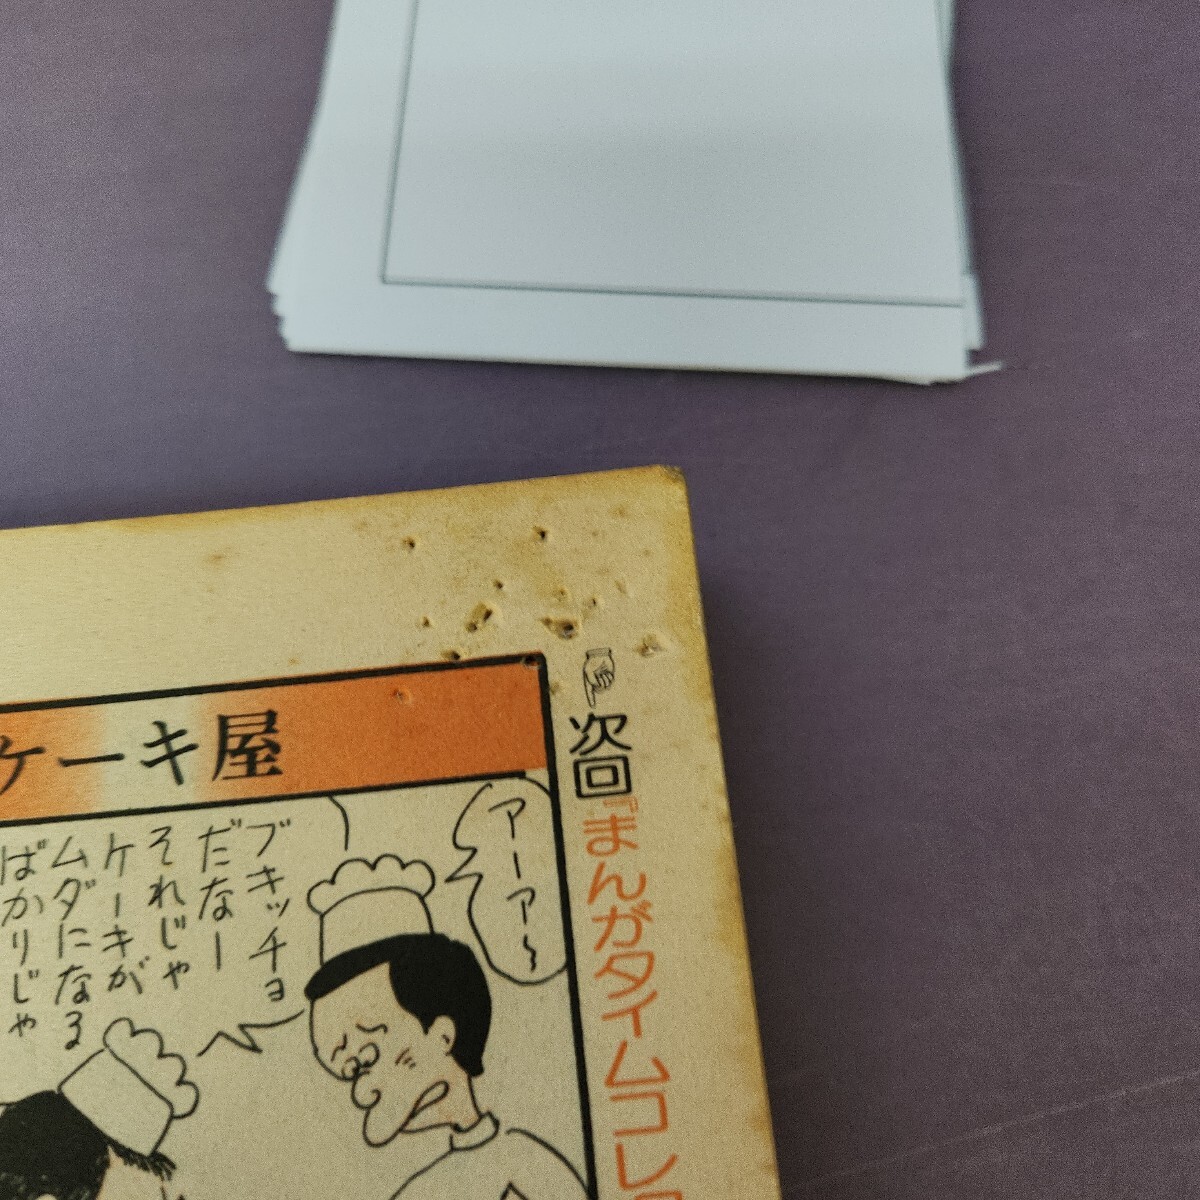 次回『まんがタイムコレ
ケーキ屋
アーアー〜
ブキッチョ
だなー
それじゃ
ケーキが
ムダになる
ばかりじゃ